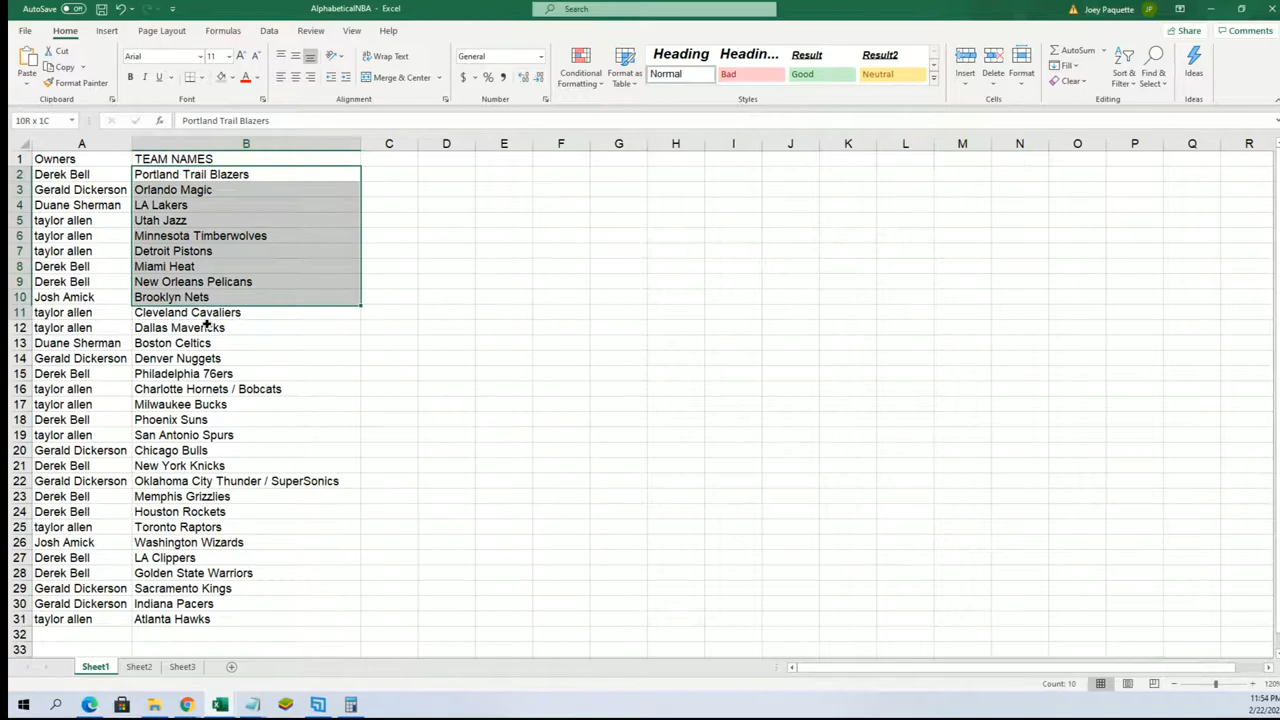 AutoSave Off AlphabeticalNBA - Excel Search Joey Paquette JP
File Home Insert Page Layout Formulas Data Review View Help Share Comments
Paste Cut Copy Format Painter Clipboard
Arial 11 A A B I U A Font
ab Wrap Text Merge & Center Alignment
General $ % Number
Conditional Formatting Format as Table
Heading Headin... Result Result2
Normal Bad Good Neutral
Styles
Insert Delete Format Cells
AutoSum Fill Clear Sort & Filter Find & Select Editing
Ideas Ideas
10R x 1C fx Portland Trail Blazers
A B C D E F G H I J K L M N O P Q R
1 Owners TEAM NAMES
2 Derek Bell Portland Trail Blazers
3 Gerald Dickerson Orlando Magic
4 Duane Sherman LA Lakers
5 taylor allen Utah Jazz
6 taylor allen Minnesota Timberwolves
7 taylor allen Detroit Pistons
8 Derek Bell Miami Heat
9 Derek Bell New Orleans Pelicans
10 Josh Amick Brooklyn Nets
11 taylor allen Cleveland Cavaliers
12 taylor allen Dallas Mavericks
13 Duane Sherman Boston Celtics
14 Gerald Dickerson Denver Nuggets
15 Derek Bell Philadelphia 76ers
16 taylor allen Charlotte Hornets / Bobcats
17 taylor allen Milwaukee Bucks
18 Derek Bell Phoenix Suns
19 taylor allen San Antonio Spurs
20 Gerald Dickerson Chicago Bulls
21 Derek Bell New York Knicks
22 Gerald Dickerson Oklahoma City Thunder / SuperSonics
23 Derek Bell Memphis Grizzlies
24 Derek Bell Houston Rockets
25 taylor allen Toronto Raptors
26 Josh Amick Washington Wizards
27 Derek Bell LA Clippers
28 Derek Bell Golden State Warriors
29 Gerald Dickerson Sacramento Kings
30 Gerald Dickerson Indiana Pacers
31 taylor allen Atlanta Hawks
32
33
Sheet1 Sheet2 Sheet3
Count: 10 120%
11:54 PM
2/22/202